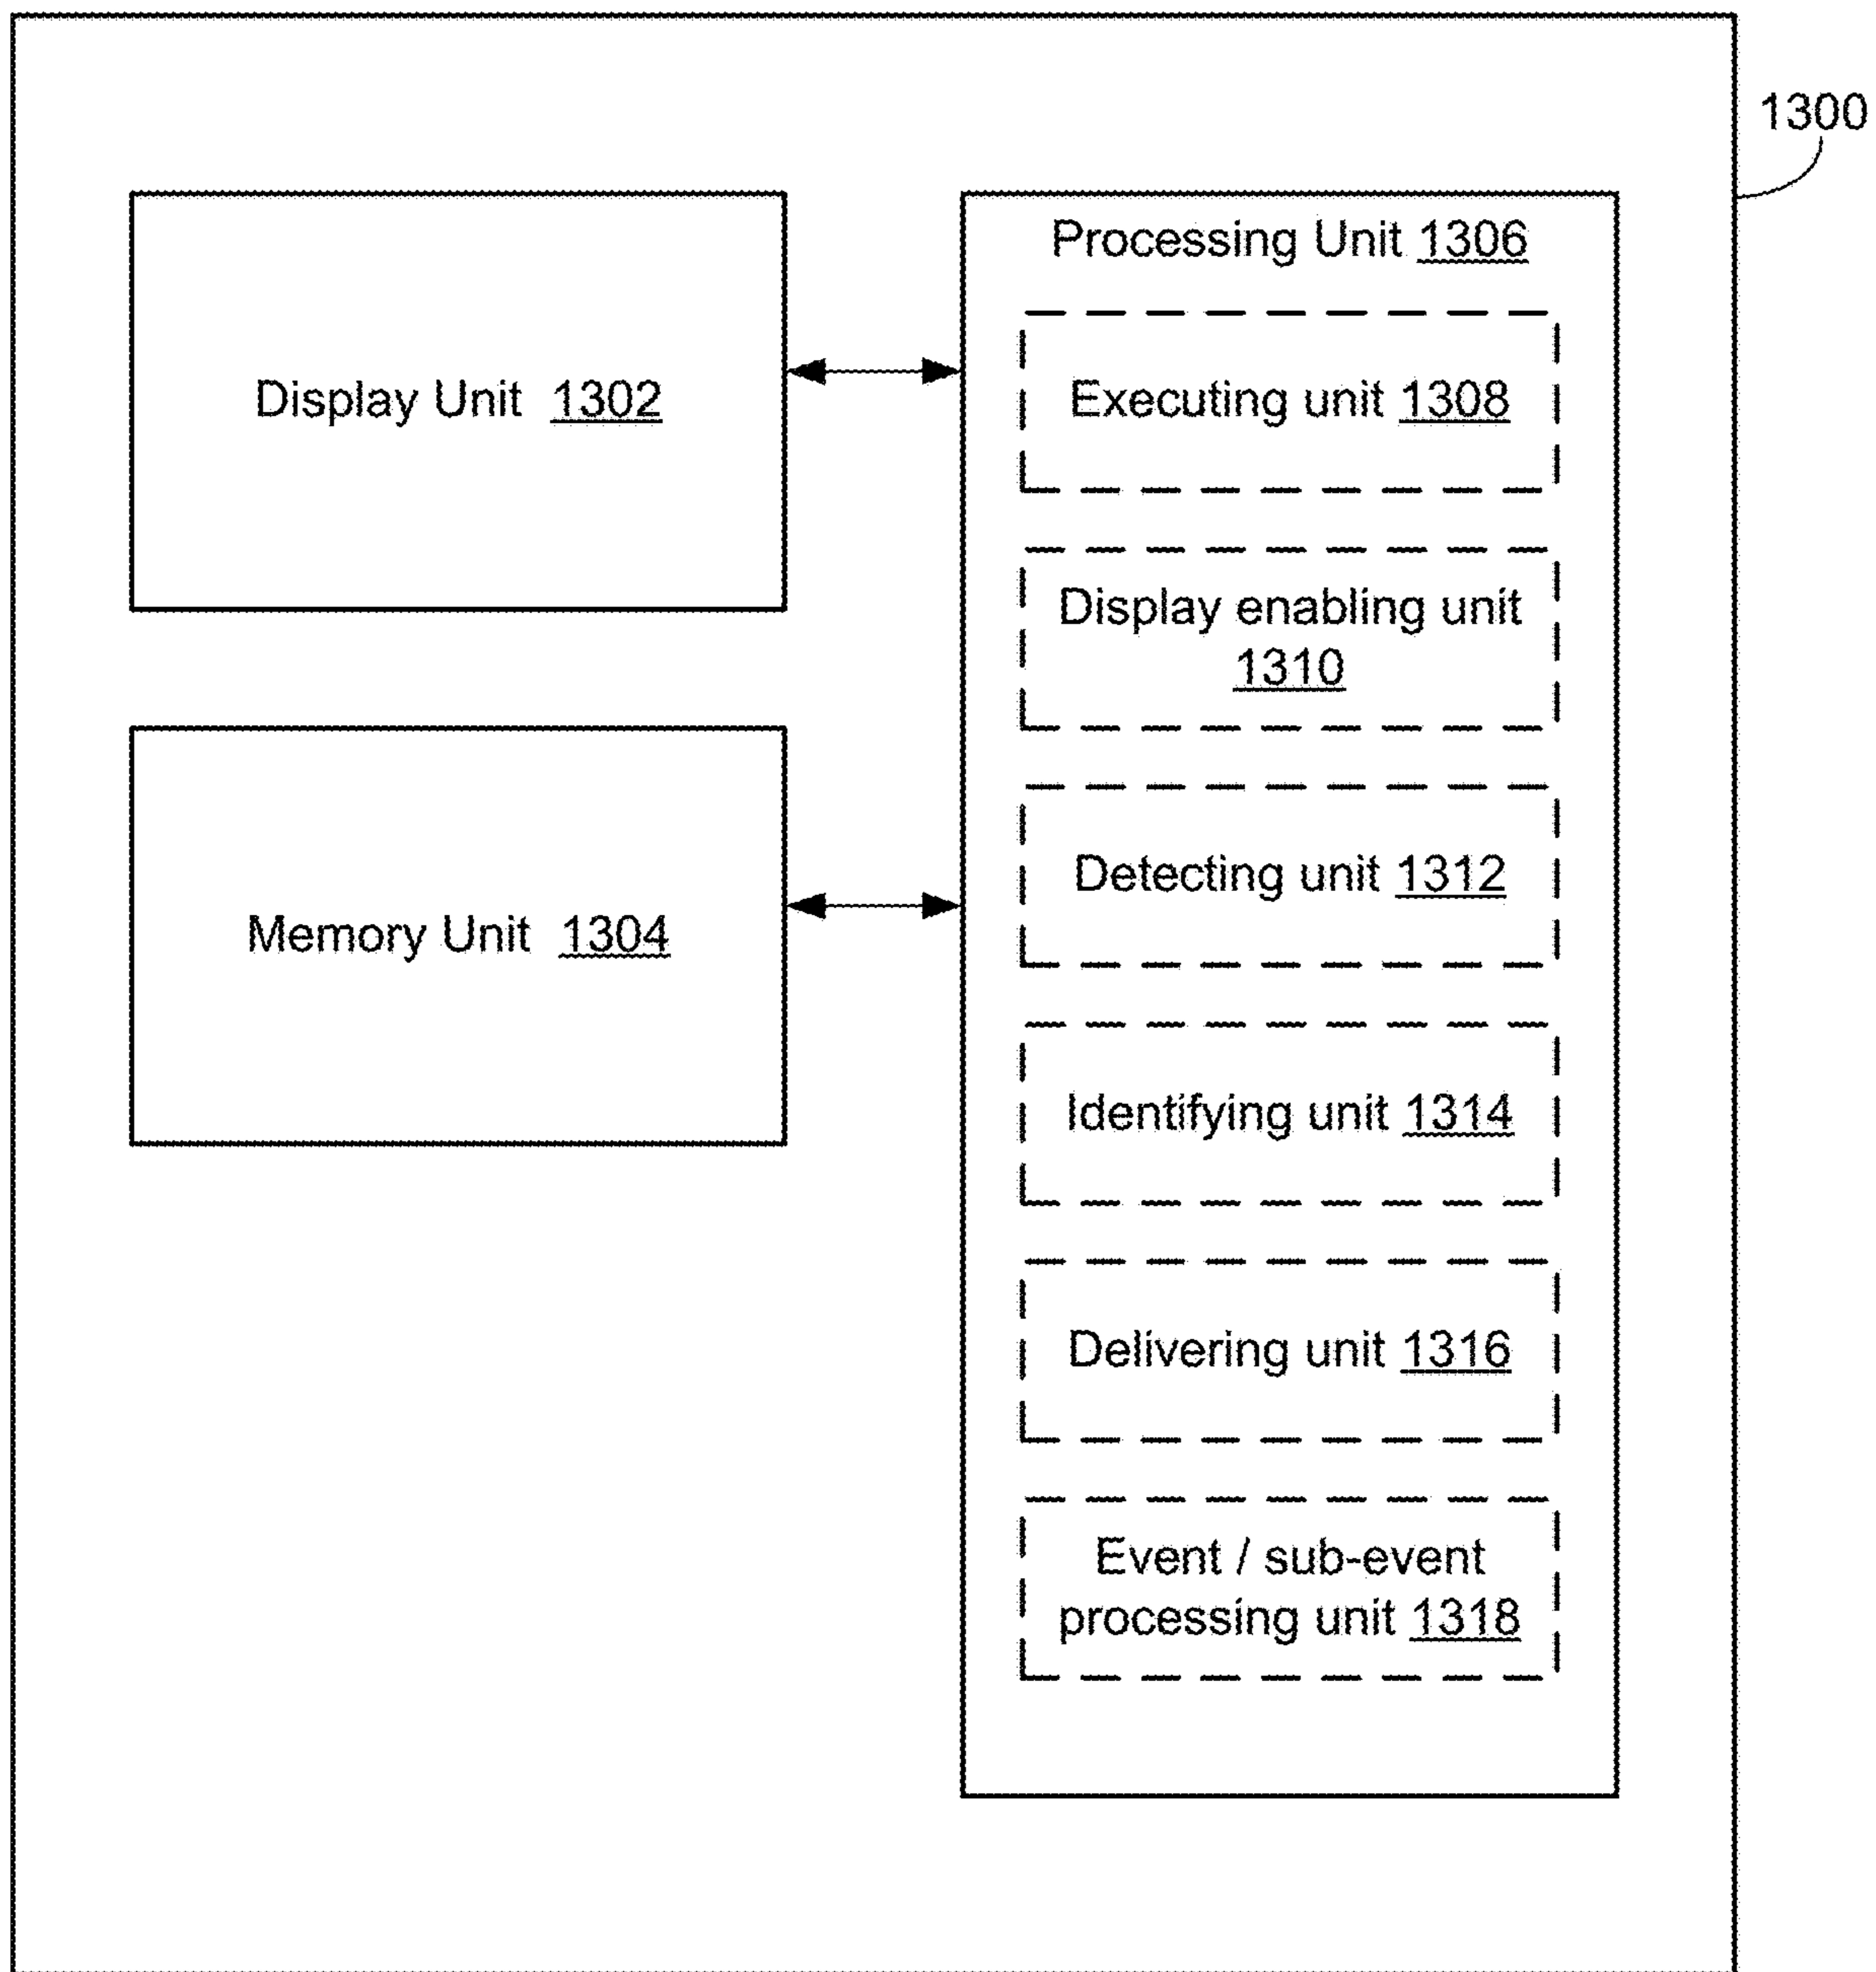 1300
Display Unit 1302
Memory Unit 1304
Processing Unit 1306
Executing unit 1308
Display enabling unit
1310
Detecting unit 1312
Identifying unit 1314
Delivering unit 1316
Event / sub-event
processing unit 1318